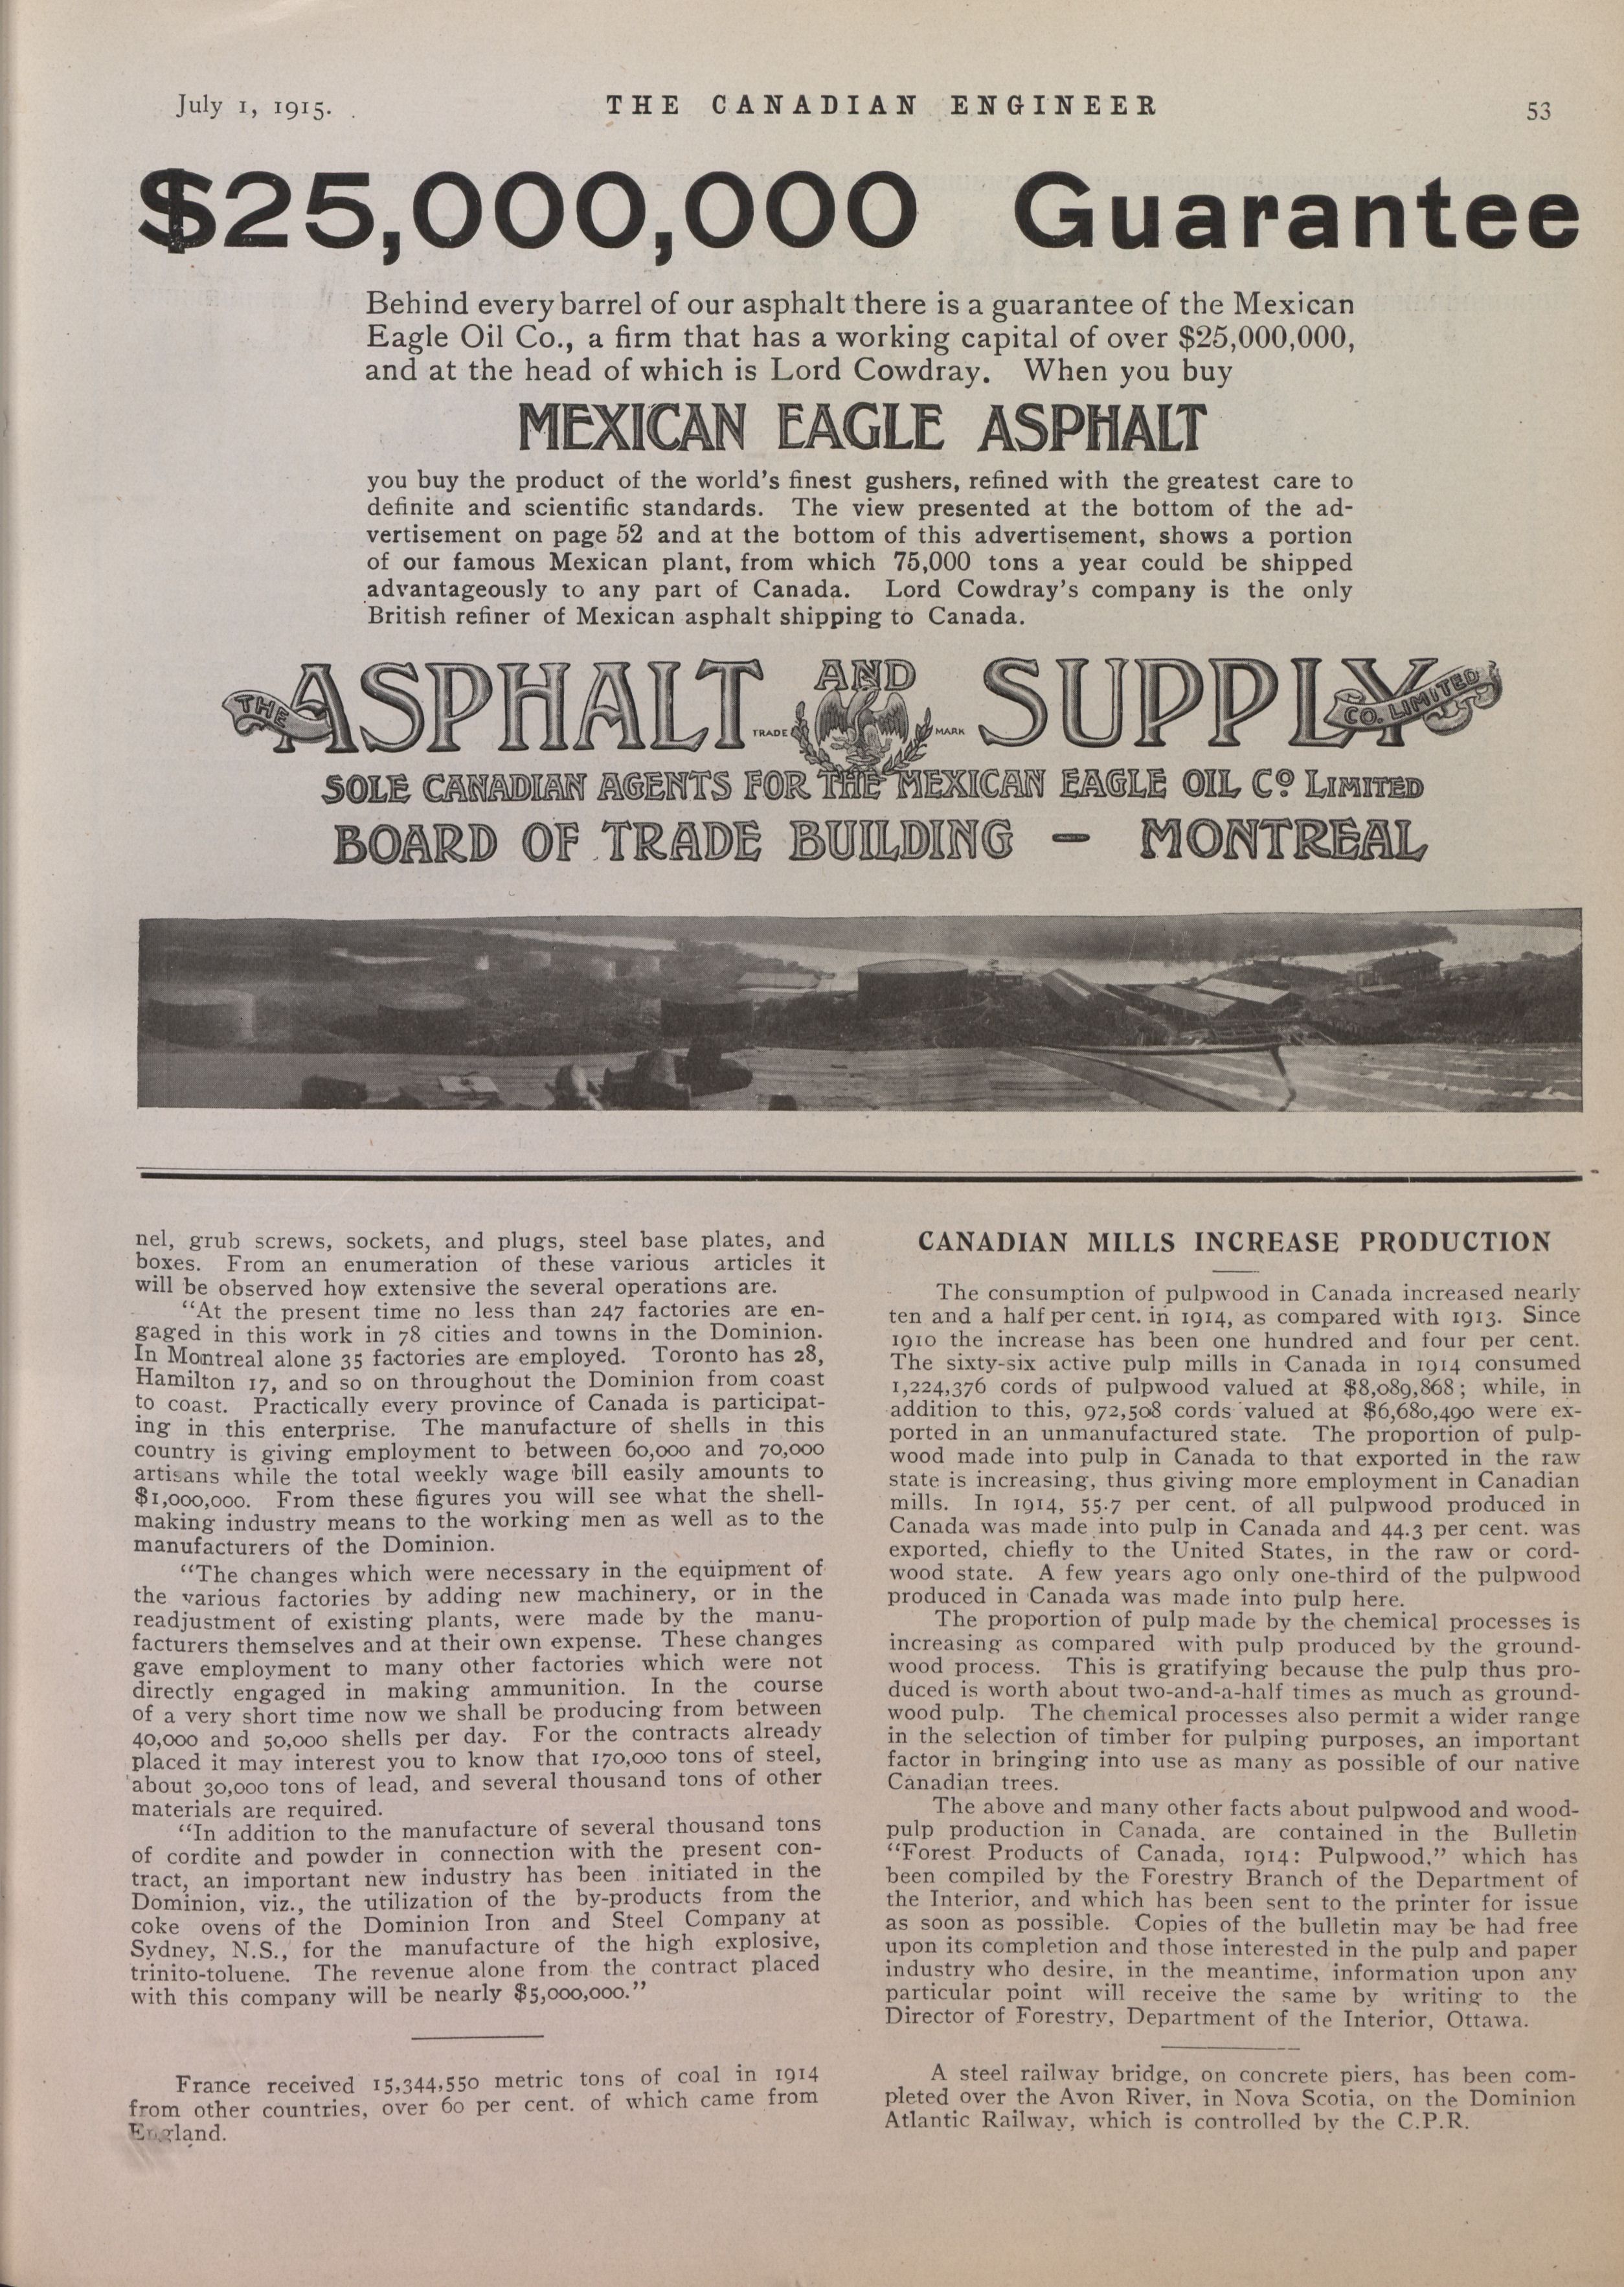 July 1, 1915.
THE CANADIAN ENGINEER
53
$25,000,000 Guarantee
Behind every barrel of our asphalt there is a guarantee of the Mexican
Eagle Oil Co., a firm that has a working capital of over $25,000,000,
and at the head of which is Lord Cowdray. When you buy
MEXICAN EAGLE ASPHALT
you buy the product of the world's finest gushers, refined with the greatest care to
definite and scientific standards. The view presented at the bottom of the ad-
vertisement on page 52 and at the bottom of this advertisement, shows a portion
of our famous Mexican plant, from which 75,000 tons a year could be shipped
advantageously to any part of Canada. Lord Cowdray's company is the only
British refiner of Mexican asphalt shipping to Canada.
THE ASPHALT AND SUPPLY CO. LIMITED
TRADE MARK
SOLE CANADIAN AGENTS FOR THE MEXICAN EAGLE OIL CO LIMITED
BOARD OF TRADE BUILDING — MONTREAL
nel, grub screws, sockets, and plugs, steel base plates, and
boxes. From an enumeration of these various articles it
will be observed how extensive the several operations are.
"At the present time no less than 247 factories are en-
gaged in this work in 78 cities and towns in the Dominion.
In Montreal alone 35 factories are employed. Toronto has 28,
Hamilton 17, and so on throughout the Dominion from coast
to coast. Practically every province of Canada is participat-
ing in this enterprise. The manufacture of shells in this
country is giving employment to between 60,000 and 70,000
artisans while the total weekly wage bill easily amounts to
$1,000,000. From these figures you will see what the shell-
making industry means to the working men as well as to the
manufacturers of the Dominion.
"The changes which were necessary in the equipment of
the various factories by adding new machinery, or in the
readjustment of existing plants, were made by the manu-
facturers themselves and at their own expense. These changes
gave employment to many other factories which were not
directly engaged in making ammunition. In the course
of a very short time now we shall be producing from between
40,000 and 50,000 shells per day. For the contracts already
placed it may interest you to know that 170,000 tons of steel,
about 30,000 tons of lead, and several thousand tons of other
materials are required.
"In addition to the manufacture of several thousand tons
of cordite and powder in connection with the present con-
tract, an important new industry has been initiated in the
Dominion, viz., the utilization of the by-products from the
coke ovens of the Dominion Iron and Steel Company at
Sydney, N.S., for the manufacture of the high explosive,
trinito-toluene. The revenue alone from the contract placed
with this company will be nearly $5,000,000."
France received 15,344,550 metric tons of coal in 1914
from other countries, over 60 per cent. of which came from
England.
CANADIAN MILLS INCREASE PRODUCTION
The consumption of pulpwood in Canada increased nearly
ten and a half per cent. in 1914, as compared with 1913. Since
1910 the increase has been one hundred and four per cent.
The sixty-six active pulp mills in Canada in 1914 consumed
1,224,376 cords of pulpwood valued at $8,089,868; while, in
addition to this, 972,508 cords valued at $6,680,490 were ex-
ported in an unmanufactured state. The proportion of pulp-
wood made into pulp in Canada to that exported in the raw
state is increasing, thus giving more employment in Canadian
mills. In 1914, 55.7 per cent. of all pulpwood produced in
Canada was made into pulp in Canada and 44.3 per cent. was
exported, chiefly to the United States, in the raw or cord-
wood state. A few years ago only one-third of the pulpwood
produced in Canada was made into pulp here.
The proportion of pulp made by the chemical processes is
increasing as compared with pulp produced by the ground-
wood process. This is gratifying because the pulp thus pro-
duced is worth about two-and-a-half times as much as ground-
wood pulp. The chemical processes also permit a wider range
in the selection of timber for pulping purposes, an important
factor in bringing into use as many as possible of our native
Canadian trees.
The above and many other facts about pulpwood and wood-
pulp production in Canada, are contained in the Bulletin
"Forest Products of Canada, 1914: Pulpwood," which has
been compiled by the Forestry Branch of the Department of
the Interior, and which has been sent to the printer for issue
as soon as possible. Copies of the bulletin may be had free
upon its completion and those interested in the pulp and paper
industry who desire, in the meantime, information upon any
particular point will receive the same by writing to the
Director of Forestry, Department of the Interior, Ottawa.
A steel railway bridge, on concrete piers, has been com-
pleted over the Avon River, in Nova Scotia, on the Dominion
Atlantic Railway, which is controlled by the C.P.R.